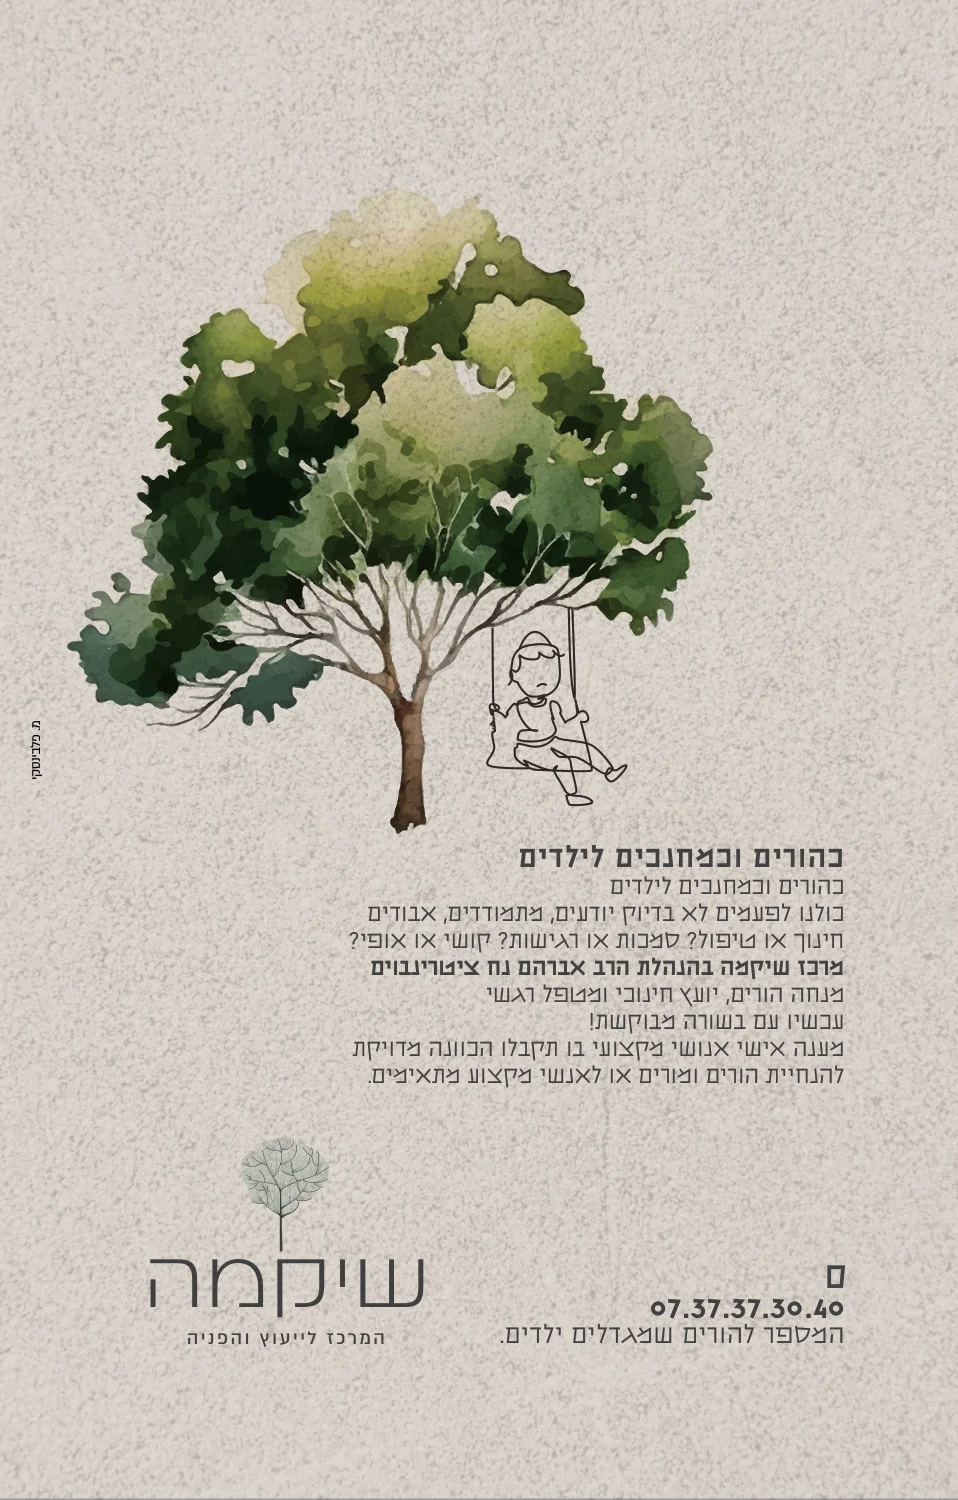 מ. פלבינסקי
כהורים וכמחנכים לילדים
כהורים וכמחנכים לילדים
כולנו לפעמים לא בדיוק יודעים, מתמודדים, אבודים
חינוך או טיפול? סמכות או רגישות? קושי או אופי?
מרכז שיקמה בהנהלת הרב אברהם נח ציטרינבוים
מנחה הורים, יועץ חינוכי ומטפל רגשי
עכשיו עם בשורה מבוקשת!
מענה אישי אנושי מקצועי בו תקבלו הכוונה מדויקת
להנחיית הורים ומורים או לאנשי מקצוע מתאימים.
שיקמה
המרכז לייעוץ והפניה
ם
07.37.37.30.40
המספר להורים שמגדלים ילדים.